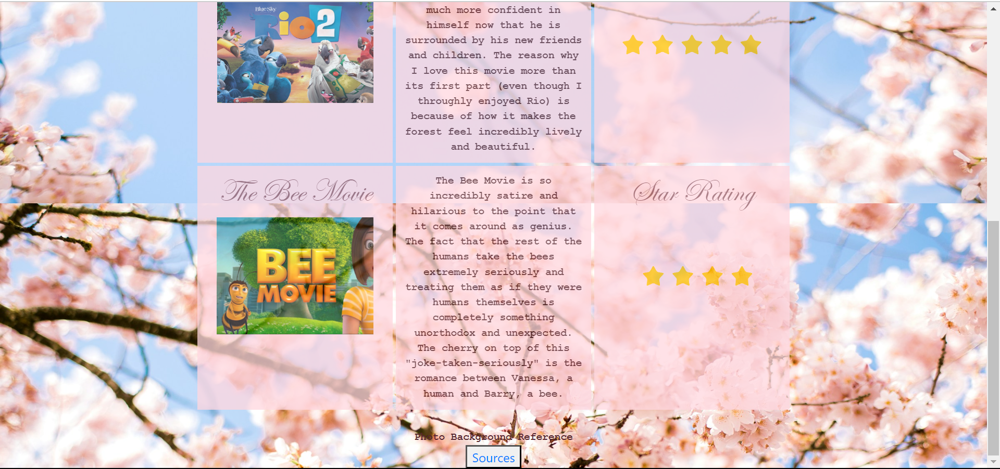 BlueSky
Rio 2
much more confident in
himself now that he is
surrounded by his new friends
and children. The reason why
I love this movie more than
its first part (even though I
throughly enjoyed Rio) is
because of how it makes the
forest feel incredibly lively
and beautiful.
The Bee Movie
BEE
MOVIE
The Bee Movie is so
incredibly satire and
hilarious to the point that
it comes around as genius.
The fact that the rest of the
humans take the bees
extremely seriously and
treating them as if they were
humans themselves is
completely something
unorthodox and unexpected.
The cherry on top of this
"joke-taken-seriously" is the
romance between Vanessa, a
human and Barry, a bee.
Star Rating
Photo Background Reference
Sources